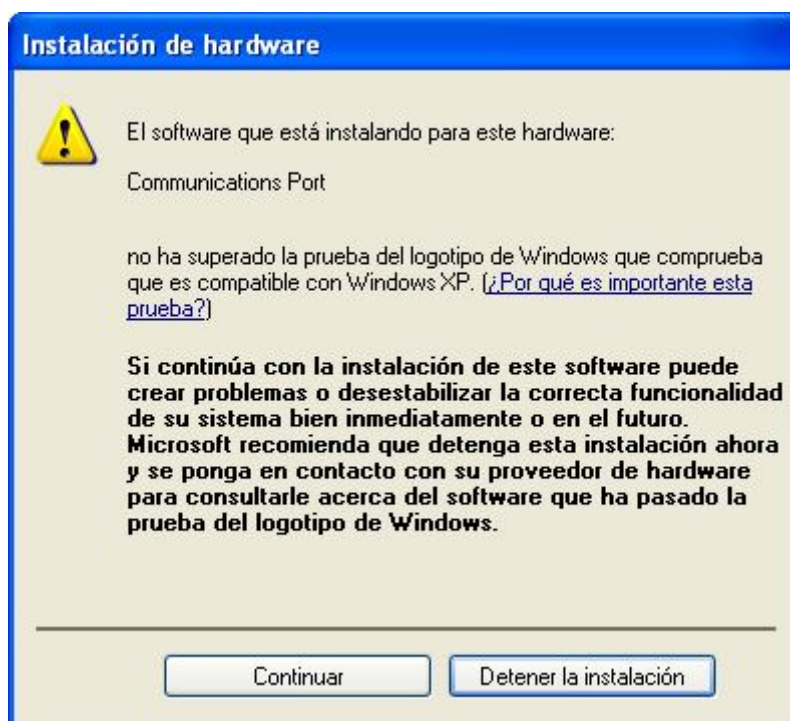 Instalación de hardware
El software que está instalando para este hardware:
Communications Port
no ha superado la prueba del logotipo de Windows que comprueba
que es compatible con Windows XP. (¿Por qué es importante esta
prueba?)
Si continúa con la instalación de este software puede
crear problemas o desestabilizar la correcta funcionalidad
de su sistema bien inmediatamente o en el futuro.
Microsoft recomienda que detenga esta instalación ahora
y se ponga en contacto con su proveedor de hardware
para consultarle acerca del software que ha pasado la
prueba del logotipo de Windows.
Continuar Detener la instalación